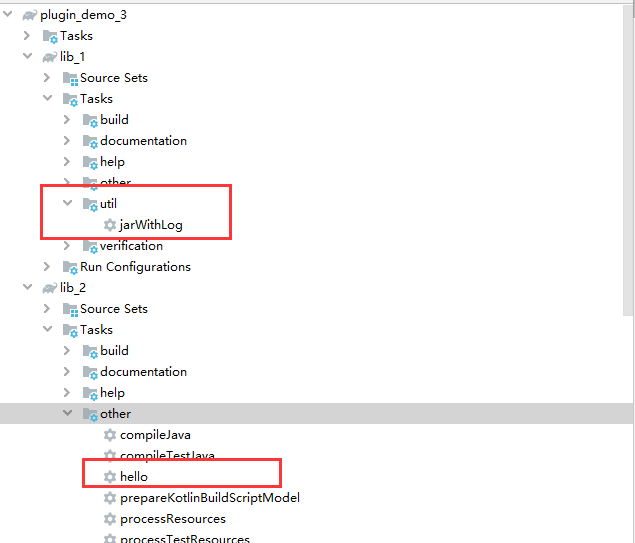 plugin_demo_3
Tasks
lib_1
Source Sets
Tasks
build
documentation
help
other
util
jarWithLog
verification
Run Configurations
lib_2
Source Sets
Tasks
build
documentation
help
other
compileJava
compileTestJava
hello
prepareKotlinBuildScriptModel
processResources
processTestResources